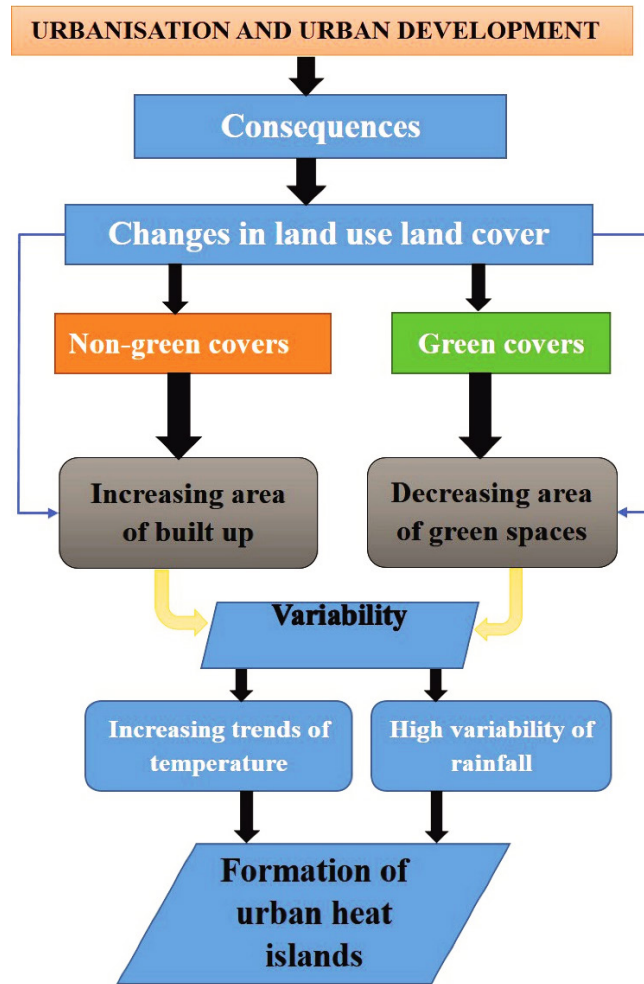 URBANISATION AND URBAN DEVELOPMENT
Consequences
Changes in land use land cover
Non-green covers
Green covers
Increasing area
of built up
Decreasing area
of green spaces
Variability
Increasing trends of
temperature
High variability of
rainfall
Formation of
urban heat
islands